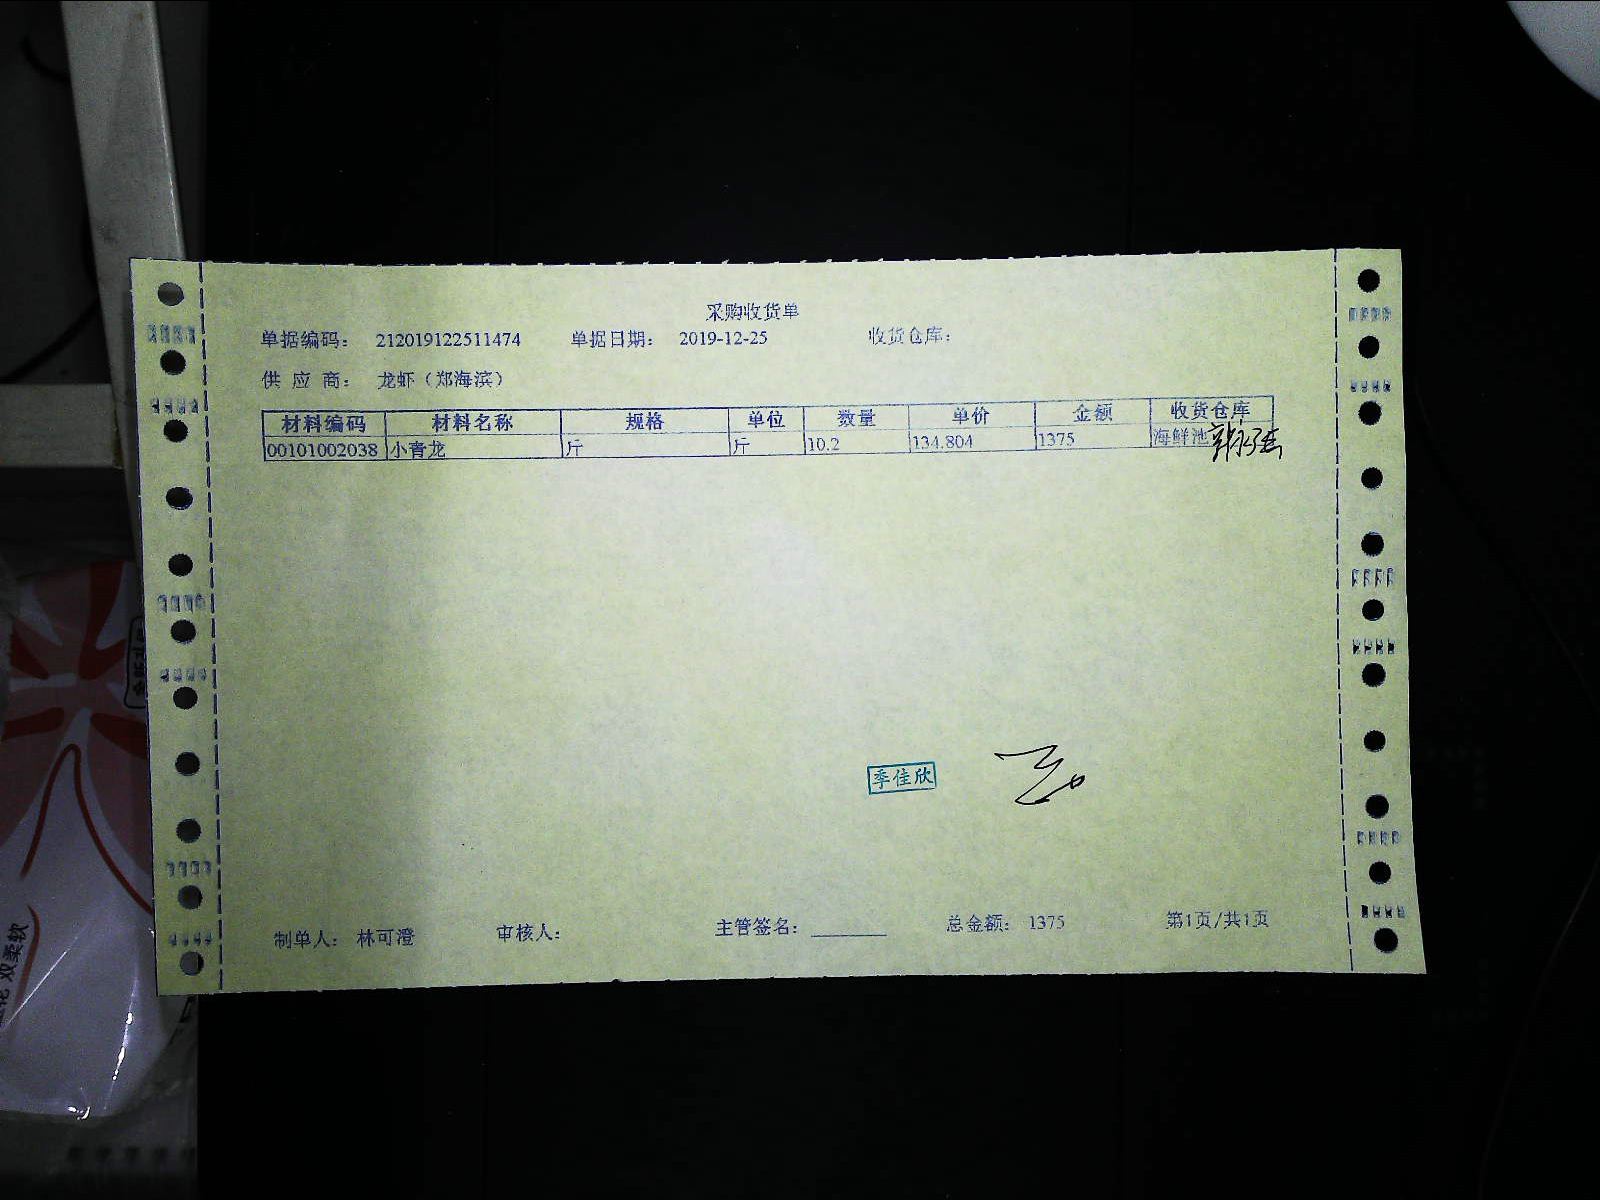 采购收货单
单据编码： 212019122511474 单据日期： 2019-12-25 收货仓库：
供 应 商： 龙虾（郑海滨）
材料编码 材料名称 规格 单位 数量 单价 金额 收货仓库
00101002038 小青龙 斤 斤 10.2 134.804 1375 海鲜池
季佳欣
制单人： 林可澄 审核人： 主管签名： ________ 总金额： 1375 第1页/共1页
双柔软